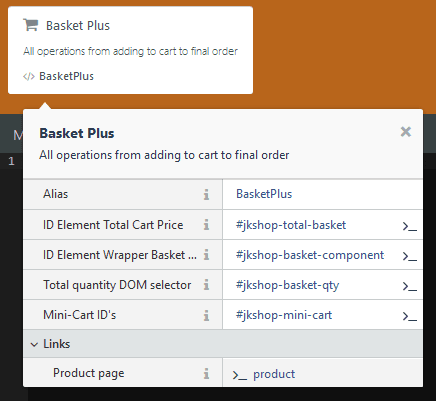 Basket Plus
All operations from adding to cart to final order
</> BasketPlus
M
1
Basket Plus ×
All operations from adding to cart to final order
Alias i BasketPlus
ID Element Total Cart Price i #jkshop-total-basket >_
ID Element Wrapper Basket ... i #jkshop-basket-component >_
Total quantity DOM selector i #jkshop-basket-qty >_
Mini-Cart ID's i #jkshop-mini-cart >_
Links
Product page i >_ product